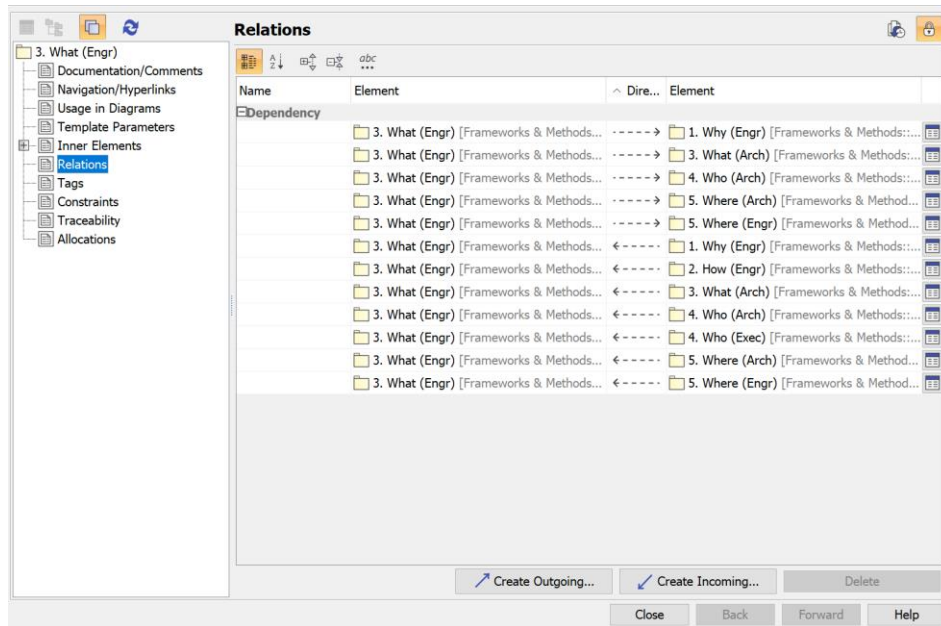 Relations
3. What (Engr)
Documentation/Comments
Navigation/Hyperlinks
Usage in Diagrams
Template Parameters
Inner Elements
Relations
Tags
Constraints
Traceability
Allocations
A Z abc
Name Element Dire... Element
Dependency
3. What (Engr) [Frameworks & Methods... 1. Why (Engr) [Frameworks & Methods::...
3. What (Engr) [Frameworks & Methods... 3. What (Arch) [Frameworks & Methods:...
3. What (Engr) [Frameworks & Methods... 4. Who (Arch) [Frameworks & Methods::...
3. What (Engr) [Frameworks & Methods... 5. Where (Arch) [Frameworks & Method...
3. What (Engr) [Frameworks & Methods... 5. Where (Engr) [Frameworks & Method...
3. What (Engr) [Frameworks & Methods... 1. Why (Engr) [Frameworks & Methods::...
3. What (Engr) [Frameworks & Methods... 2. How (Engr) [Frameworks & Methods::...
3. What (Engr) [Frameworks & Methods... 3. What (Arch) [Frameworks & Methods:...
3. What (Engr) [Frameworks & Methods... 4. Who (Arch) [Frameworks & Methods::...
3. What (Engr) [Frameworks & Methods... 4. Who (Exec) [Frameworks & Methods::...
3. What (Engr) [Frameworks & Methods... 5. Where (Arch) [Frameworks & Method...
3. What (Engr) [Frameworks & Methods... 5. Where (Engr) [Frameworks & Method...
Create Outgoing... Create Incoming... Delete
Close Back Forward Help